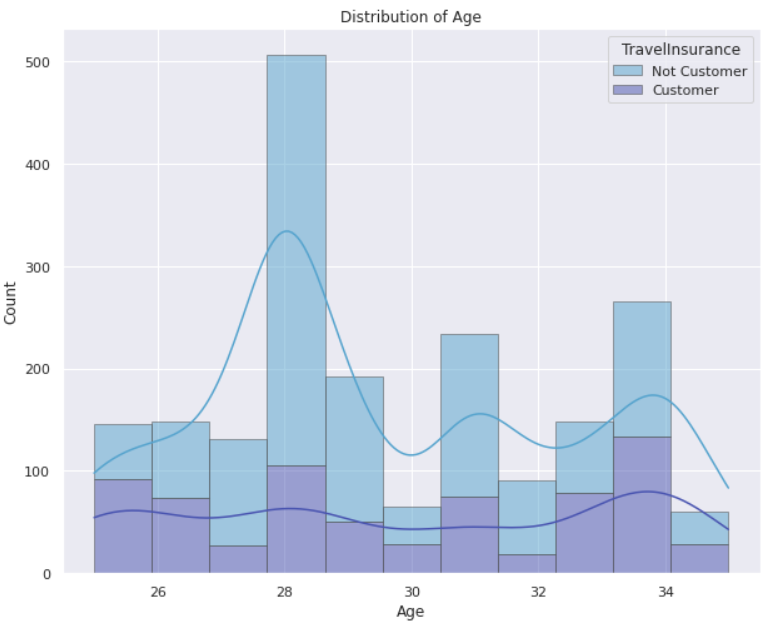 Distribution of Age
TravelInsurance
Not Customer
Customer
500
400
300
200
100
0
Count
26 28 30 32 34
Age